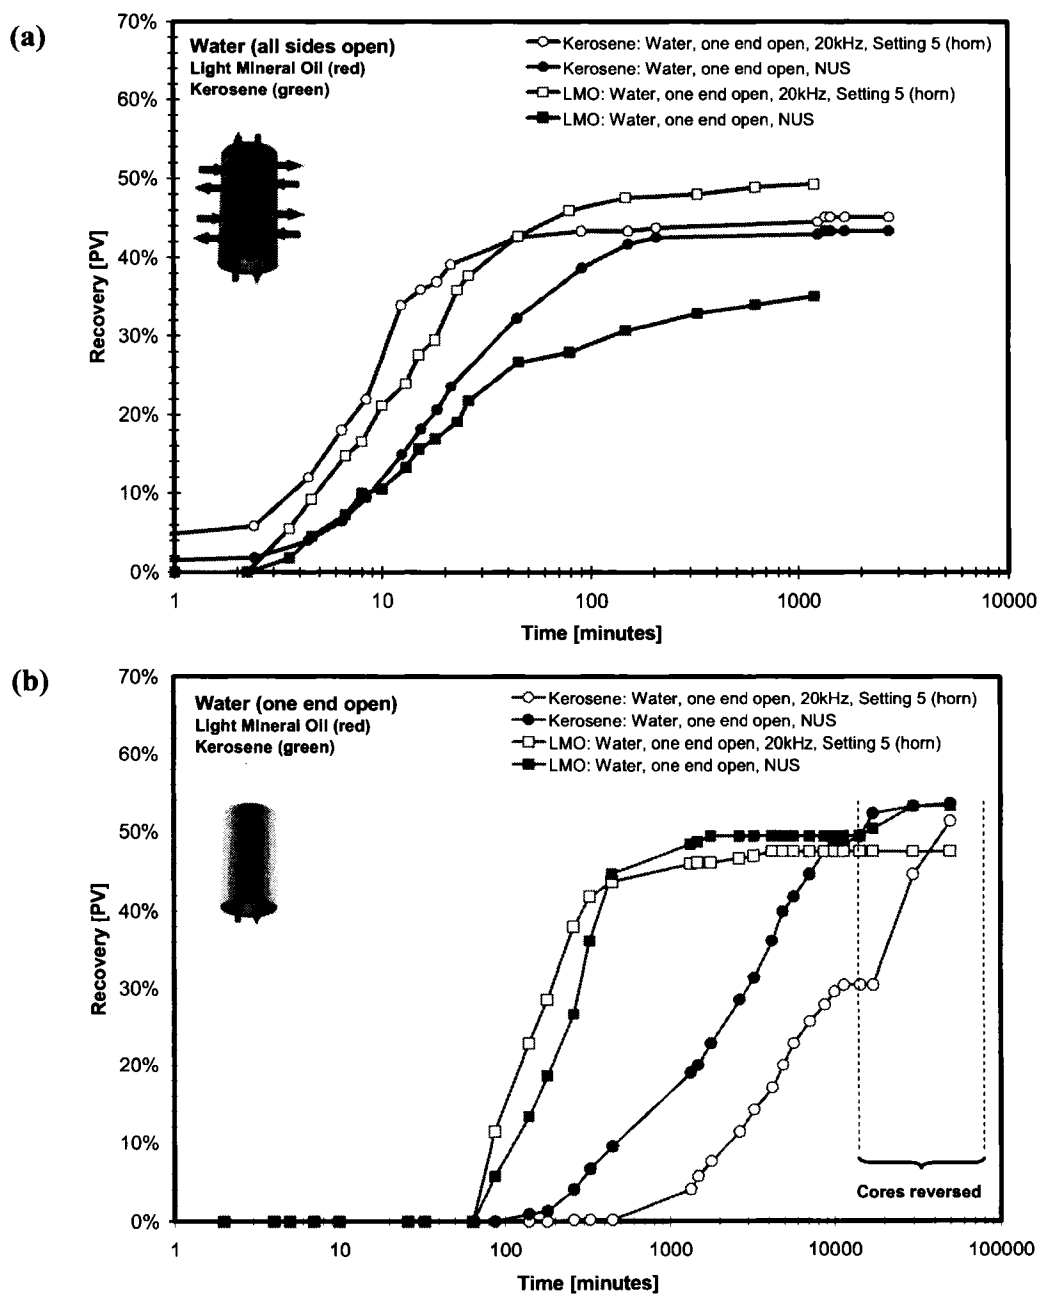 (a)
Water (all sides open)
Light Mineral Oil (red)
Kerosene (green)
Kerosene: Water, one end open, 20kHz, Setting 5 (horn)
Kerosene: Water, one end open, NUS
LMO: Water, one end open, 20kHz, Setting 5 (horn)
LMO: Water, one end open, NUS
70%
60%
50%
40%
30%
20%
10%
0%
Recovery [PV]
1 10 100 1000 10000
Time [minutes]
(b)
Water (one end open)
Light Mineral Oil (red)
Kerosene (green)
Kerosene: Water, one end open, 20kHz, Setting 5 (horn)
Kerosene: Water, one end open, NUS
LMO: Water, one end open, 20kHz, Setting 5 (horn)
LMO: Water, one end open, NUS
70%
60%
50%
40%
30%
20%
10%
0%
Recovery [PV]
Cores reversed
1 10 100 1000 10000 100000
Time [minutes]